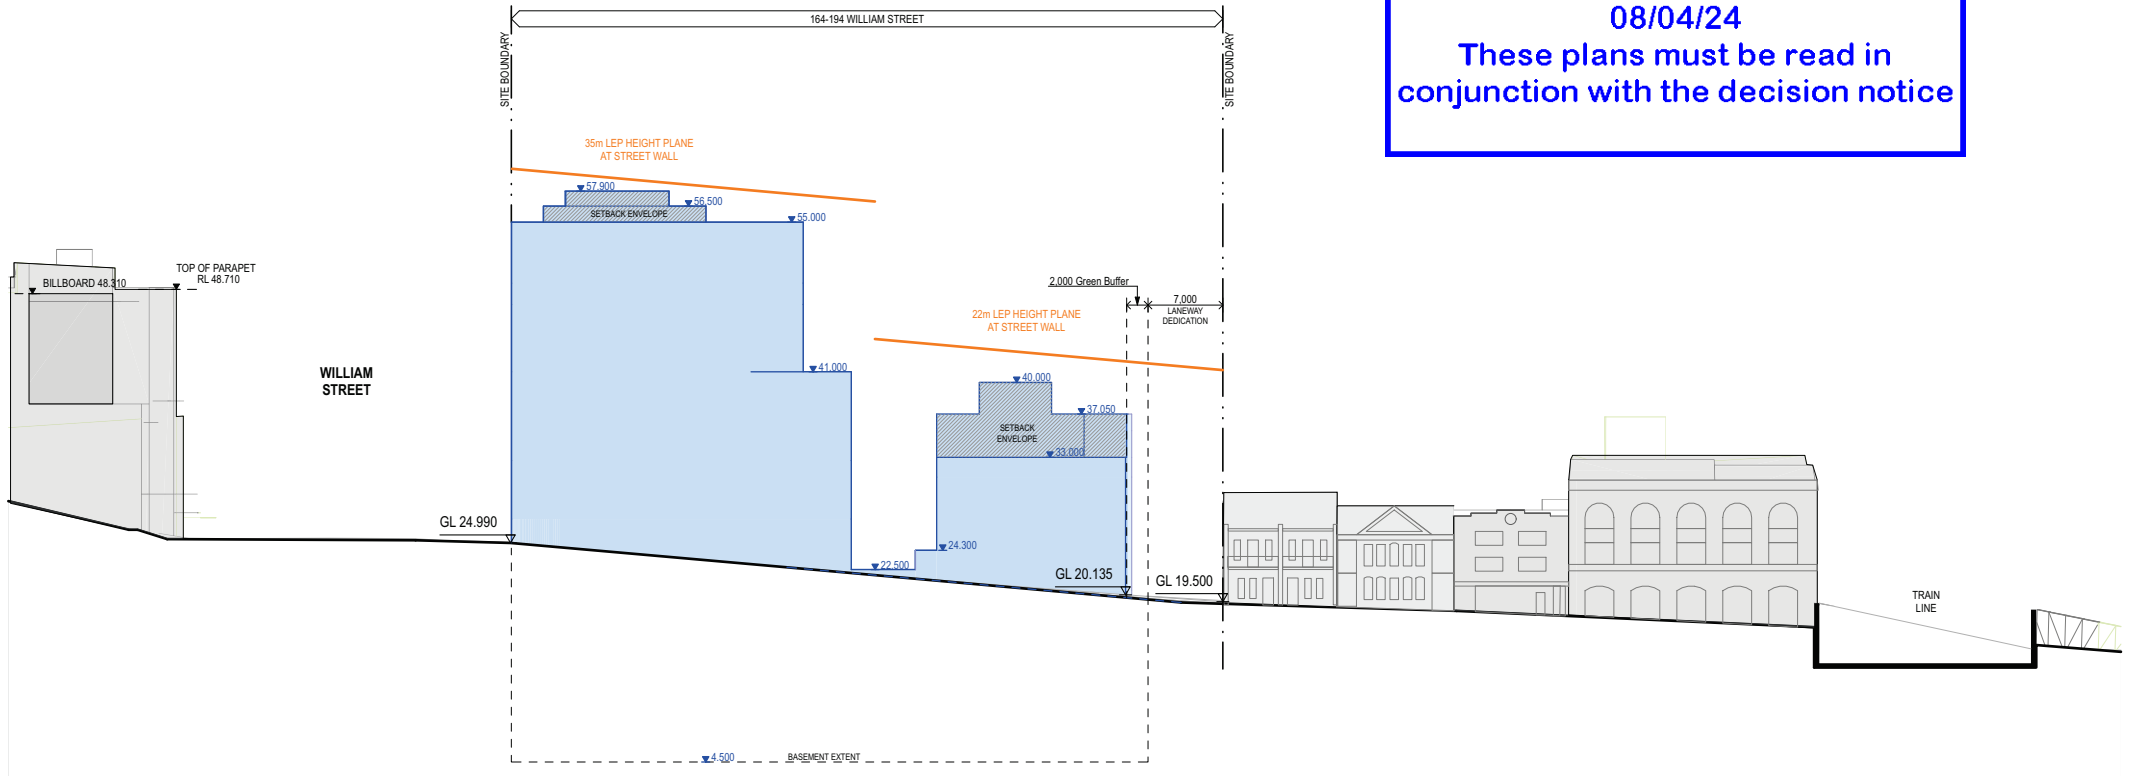 08/04/24
These plans must be read in
conjunction with the decision notice
164-194 WILLIAM STREET
SITE BOUNDARY
SITE BOUNDARY
35m LEP HEIGHT PLANE
AT STREET WALL
57.900
56.500
SETBACK ENVELOPE
55.000
TOP OF PARAPET
RL 48.710
BILLBOARD 48.310
2,000 Green Buffer
7,000
LANEWAY
DEDICATION
22m LEP HEIGHT PLANE
AT STREET WALL
WILLIAM
STREET
41.000
40.000
37.050
SETBACK
ENVELOPE
33.000
GL 24.990
24.300
22.500
GL 20.135
GL 19.500
TRAIN
LINE
4.500
BASEMENT EXTENT